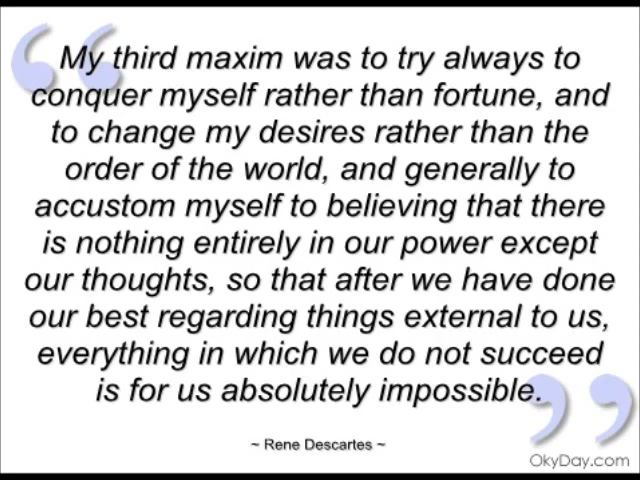 My third maxim was to try always to
conquer myself rather than fortune, and
to change my desires rather than the
order of the world, and generally to
accustom myself to believing that there
is nothing entirely in our power except
our thoughts, so that after we have done
our best regarding things external to us,
everything in which we do not succeed
is for us absolutely impossible.
~ Rene Descartes ~
OkyDay.com